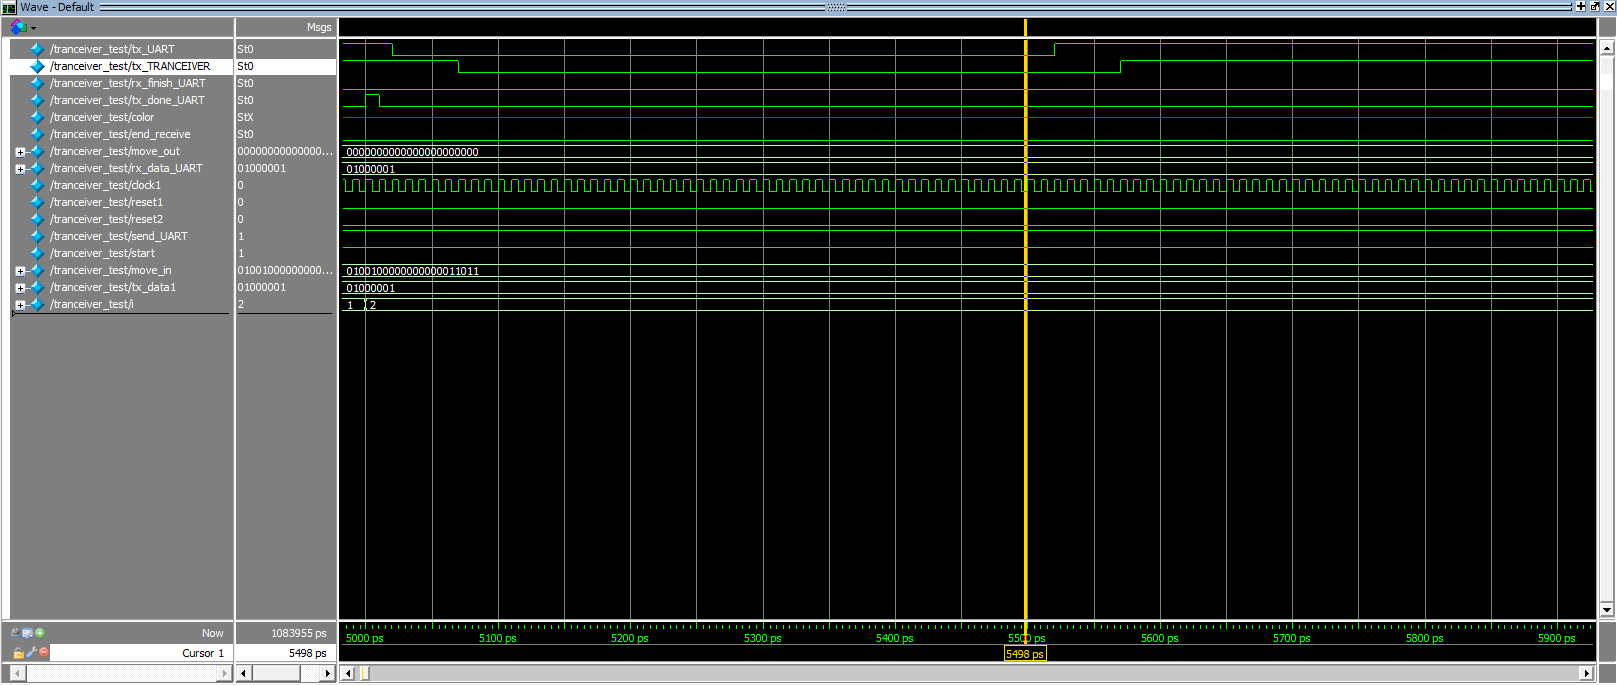 Wave - Default
Msgs
/tranceiver_test/tx_UART St0
/tranceiver_test/tx_TRANCEIVER St0
/tranceiver_test/rx_finish_UART St0
/tranceiver_test/tx_done_UART St0
/tranceiver_test/color StX
/tranceiver_test/end_receive St0
/tranceiver_test/move_out 00000000000000... 0000000000000000000000
/tranceiver_test/rx_data_UART 01000001 01000001
/tranceiver_test/clock1 0
/tranceiver_test/reset1 0
/tranceiver_test/reset2 0
/tranceiver_test/send_UART 1
/tranceiver_test/start 1
/tranceiver_test/move_in 01001000000000... 0100100000000000011011
/tranceiver_test/tx_data1 01000001 01000001
/tranceiver_test/i 2 1 2
Now 1083955 ps 5000 ps 5100 ps 5200 ps 5300 ps 5400 ps 5500 ps 5600 ps 5700 ps 5800 ps 5900 ps
Cursor 1 5498 ps 5498 ps